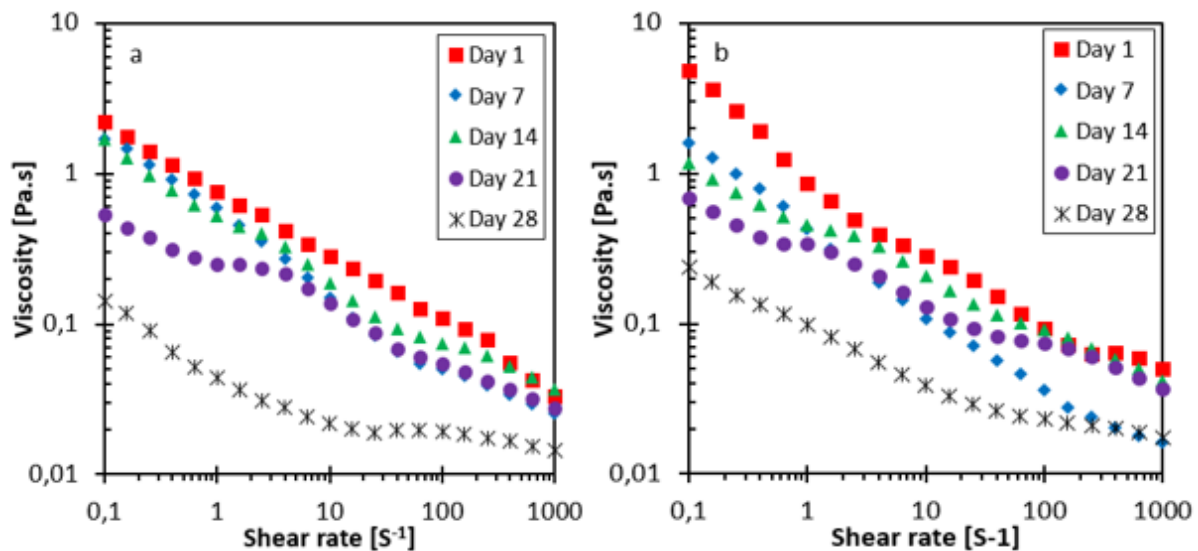 a
Day 1
Day 7
Day 14
Day 21
Day 28
10
1
0,1
0,01
Viscosity [Pa.s]
0,1
1
10
100
1000
Shear rate [S-1]
b
Day 1
Day 7
Day 14
Day 21
Day 28
10
1
0,1
0,01
Viscosity [Pa.s]
0,1
1
10
100
1000
Shear rate [S-1]